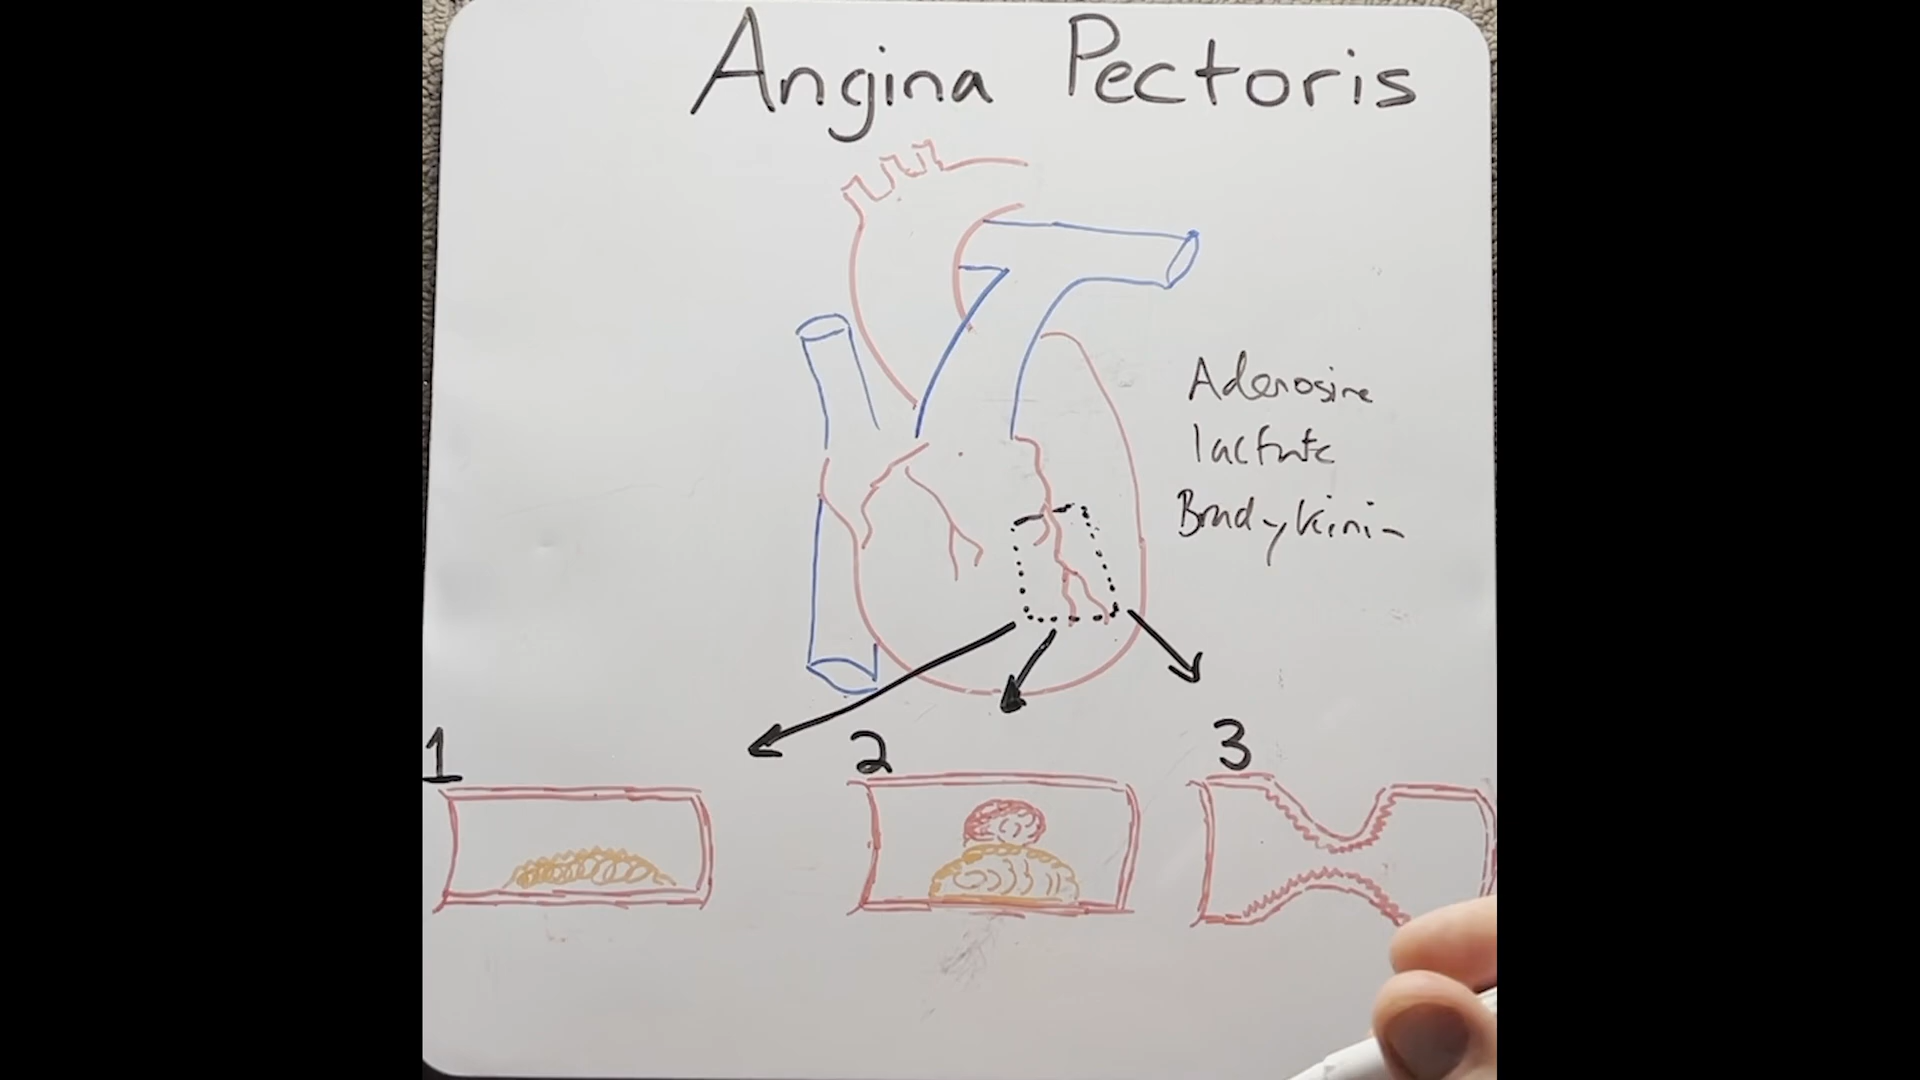 Angina Pectoris
Adenosine
lactate
Bradykinin
1
2
3